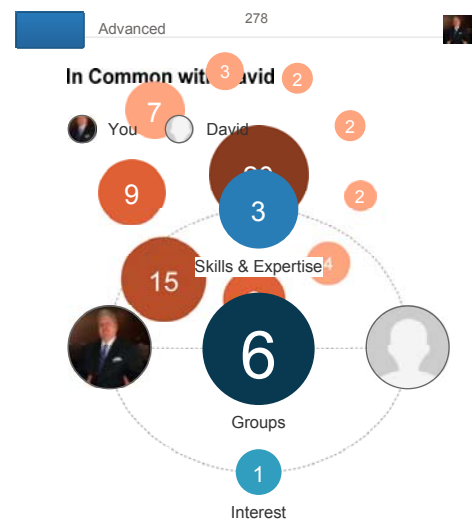 278
Advanced
3
In Common with David
2
7
You
David
2
9
2
3
Skills & Expertise
4
15
6
Groups
1
Interest